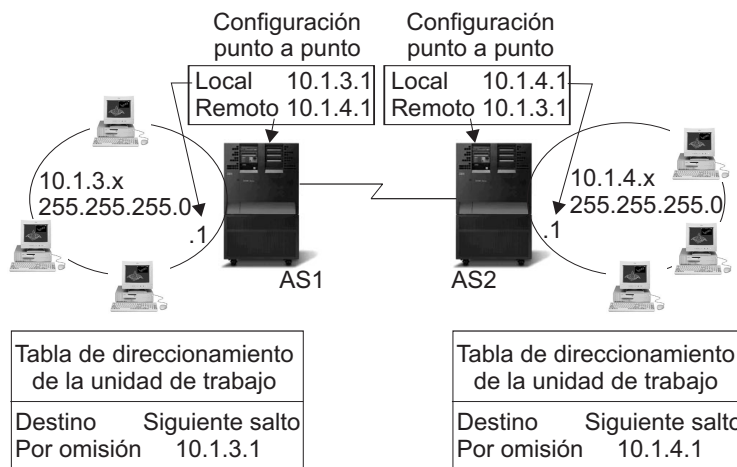 Configuración
punto a punto
Local 10.1.3.1
Remoto 10.1.4.1
Configuración
punto a punto
Local 10.1.4.1
Remoto 10.1.3.1
10.1.3.x
255.255.255.0
.1
AS1
AS2
10.1.4.x
255.255.255.0
.1
Tabla de direccionamiento
de la unidad de trabajo
Destino Siguiente salto
Por omisión 10.1.3.1
Tabla de direccionamiento
de la unidad de trabajo
Destino Siguiente salto
Por omisión 10.1.4.1